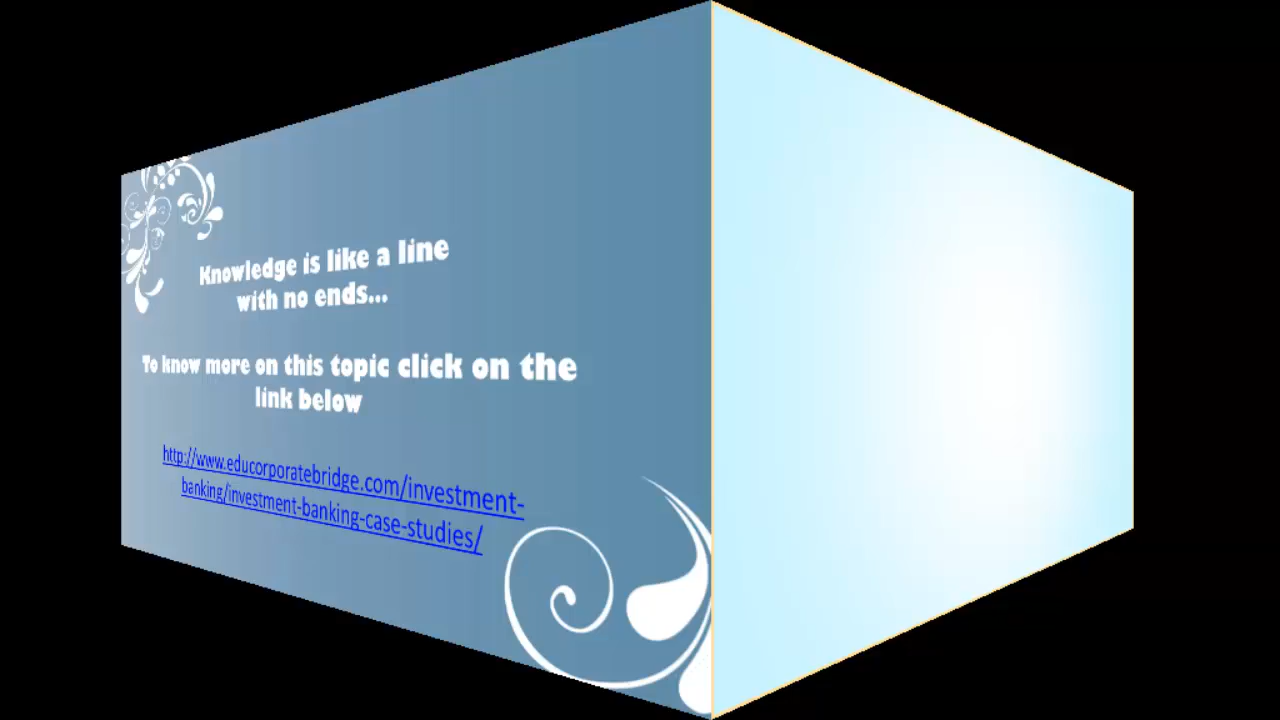 Knowledge is like a line
with no ends...
To know more on this topic click on the
link below
http://www.educorporatebridge.com/investment-
banking/investment-banking-case-studies/